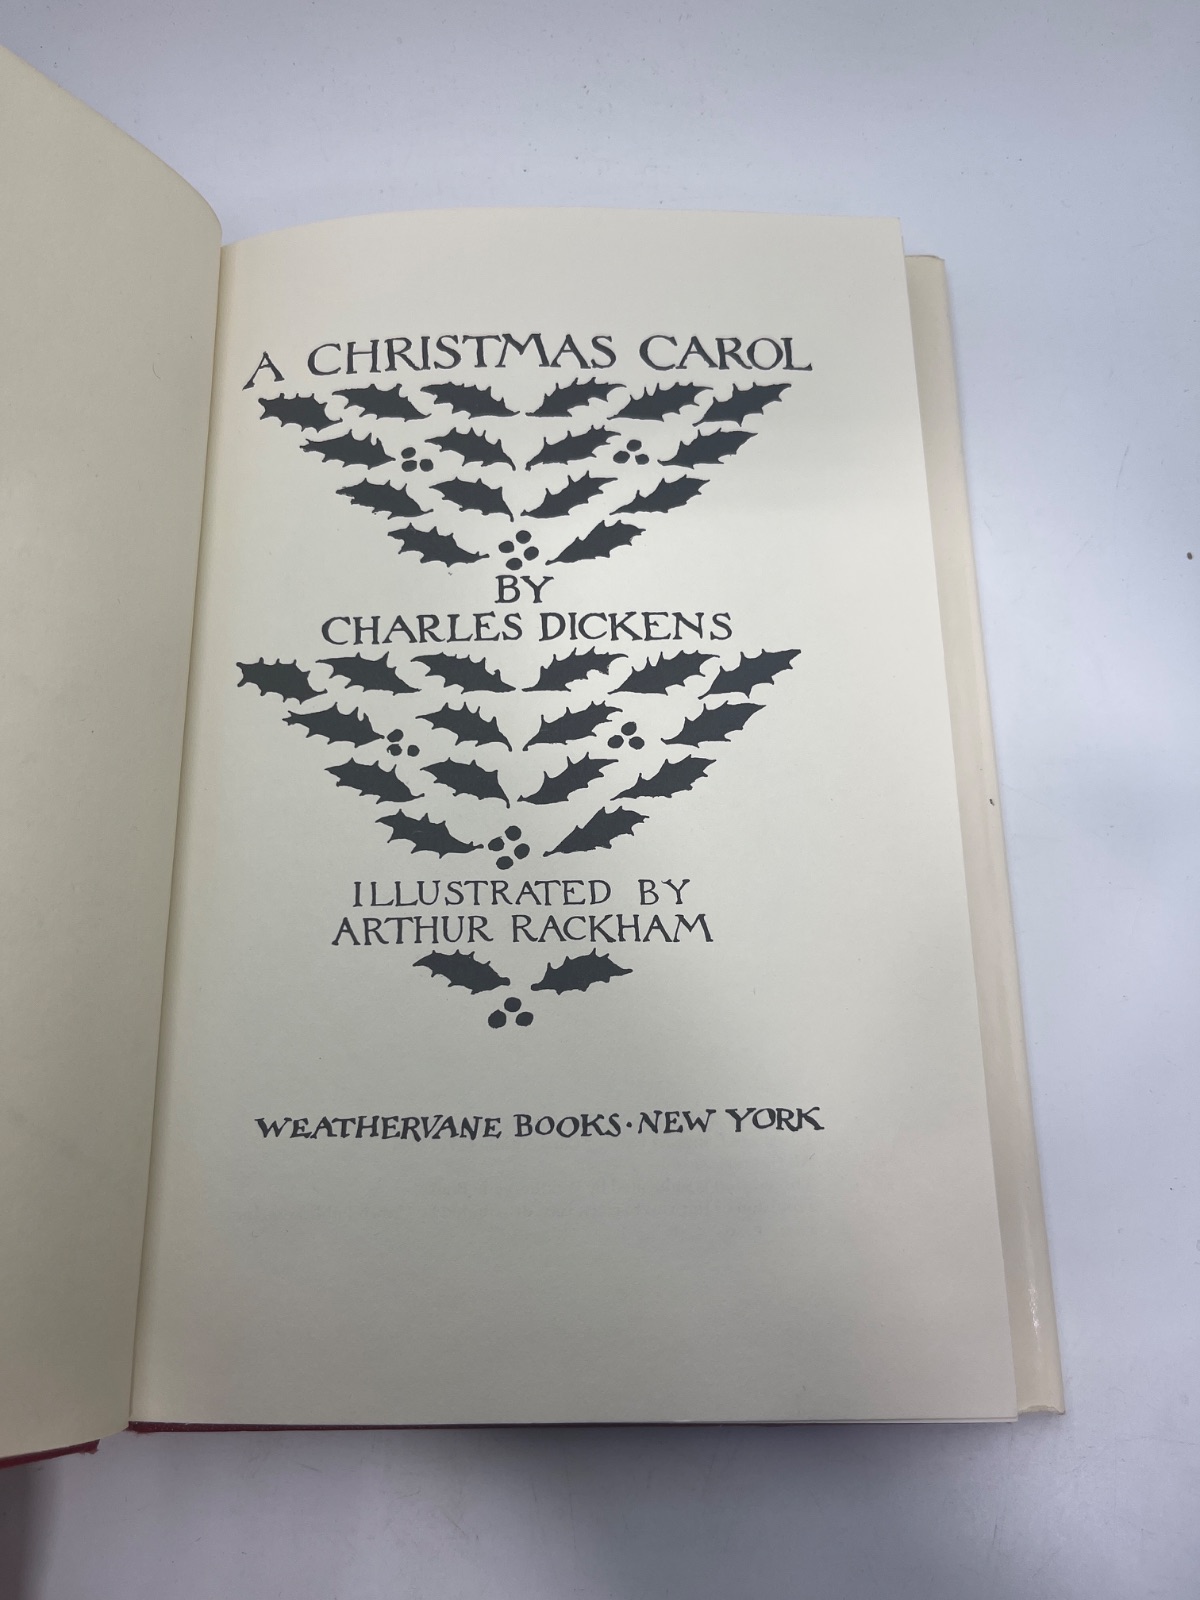 A CHRISTMAS CAROL
BY
CHARLES DICKENS
ILLUSTRATED BY
ARTHUR RACKHAM
WEATHERVANE BOOKS · NEW YORK